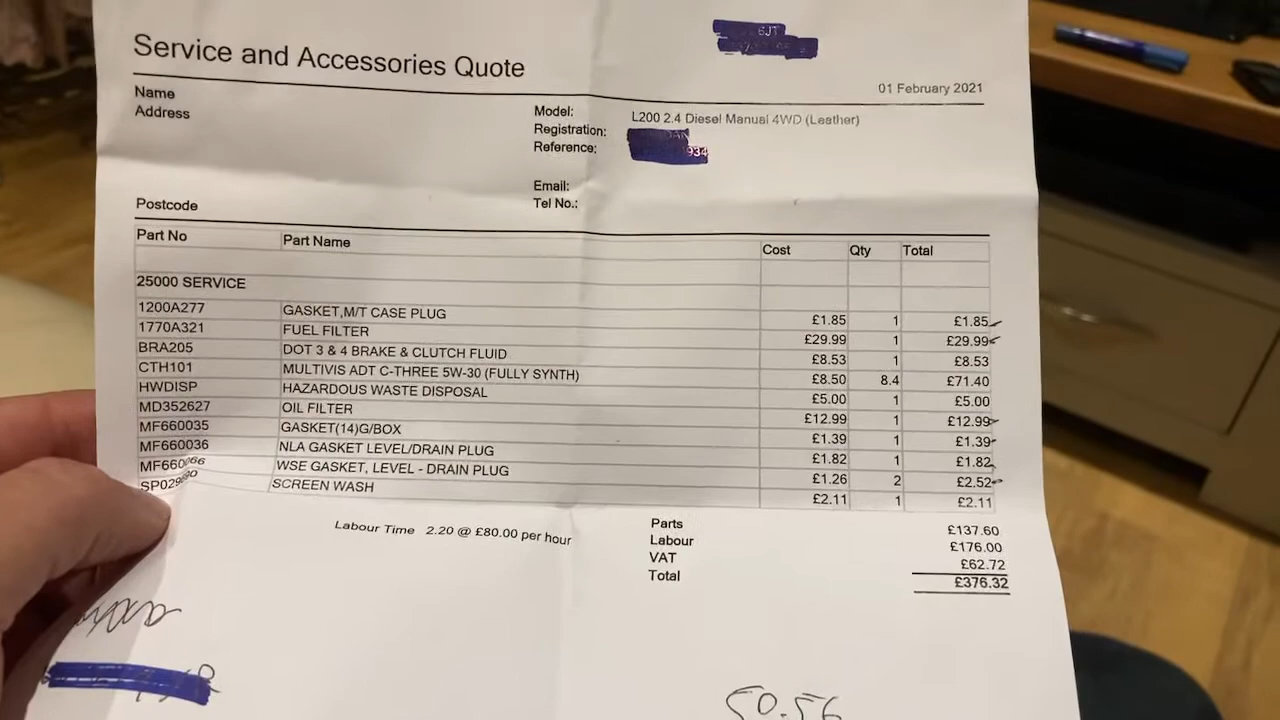 6JT
Service and Accessories Quote
01 February 2021
Name
Address
Model: L200 2.4 Diesel Manual 4WD (Leather)
Registration:
Reference: 934
Email:
Tel No.:
Postcode
Part No Part Name Cost Qty Total
25000 SERVICE
1200A277 GASKET,M/T CASE PLUG £1.85 1 £1.85
1770A321 FUEL FILTER £29.99 1 £29.99
BRA205 DOT 3 & 4 BRAKE & CLUTCH FLUID £8.53 1 £8.53
CTH101 MULTIVIS ADT C-THREE 5W-30 (FULLY SYNTH) £8.50 8.4 £71.40
HWDISP HAZARDOUS WASTE DISPOSAL £5.00 1 £5.00
MD352627 OIL FILTER £12.99 1 £12.99
MF660035 GASKET(14)G/BOX £1.39 1 £1.39
MF660036 NLA GASKET LEVEL/DRAIN PLUG £1.82 1 £1.82
MF660066 WSE GASKET, LEVEL - DRAIN PLUG £1.26 2 £2.52
SCREEN WASH £2.11 1 £2.11
Labour Time 2.20 @ £80.00 per hour
Parts £137.60
Labour £176.00
VAT £62.72
Total £376.32
50.56